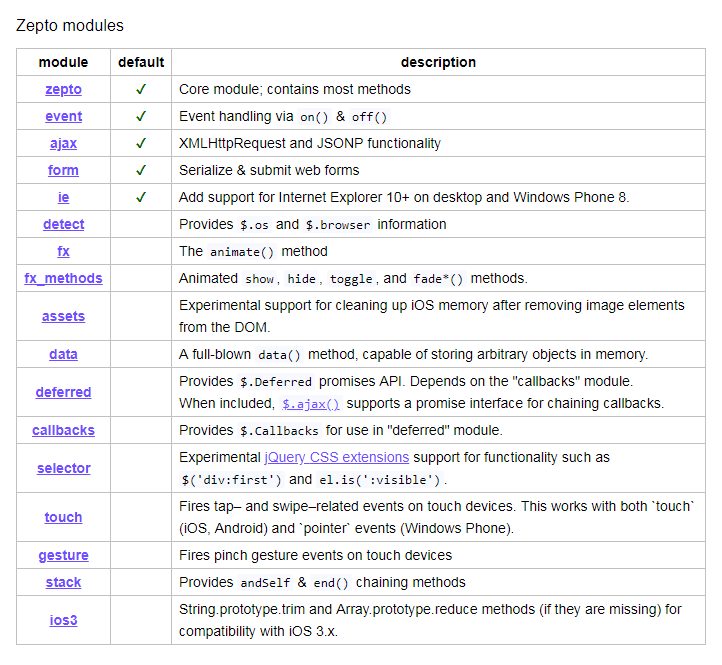 Zepto modules
module default description
zepto ✓ Core module; contains most methods
event ✓ Event handling via on() & off()
ajax ✓ XMLHttpRequest and JSONP functionality
form ✓ Serialize & submit web forms
ie ✓ Add support for Internet Explorer 10+ on desktop and Windows Phone 8.
detect Provides $.os and $.browser information
fx The animate() method
fx_methods Animated show, hide, toggle, and fade*() methods.
assets Experimental support for cleaning up iOS memory after removing image elements
from the DOM.
data A full-blown data() method, capable of storing arbitrary objects in memory.
deferred Provides $.Deferred promises API. Depends on the "callbacks" module.
When included, $.ajax() supports a promise interface for chaining callbacks.
callbacks Provides $.Callbacks for use in "deferred" module.
selector Experimental jQuery CSS extensions support for functionality such as
$('div:first') and el.is(':visible').
touch Fires tap– and swipe–related events on touch devices. This works with both `touch`
(iOS, Android) and `pointer` events (Windows Phone).
gesture Fires pinch gesture events on touch devices
stack Provides andSelf & end() chaining methods
ios3 String.prototype.trim and Array.prototype.reduce methods (if they are missing) for
compatibility with iOS 3.x.